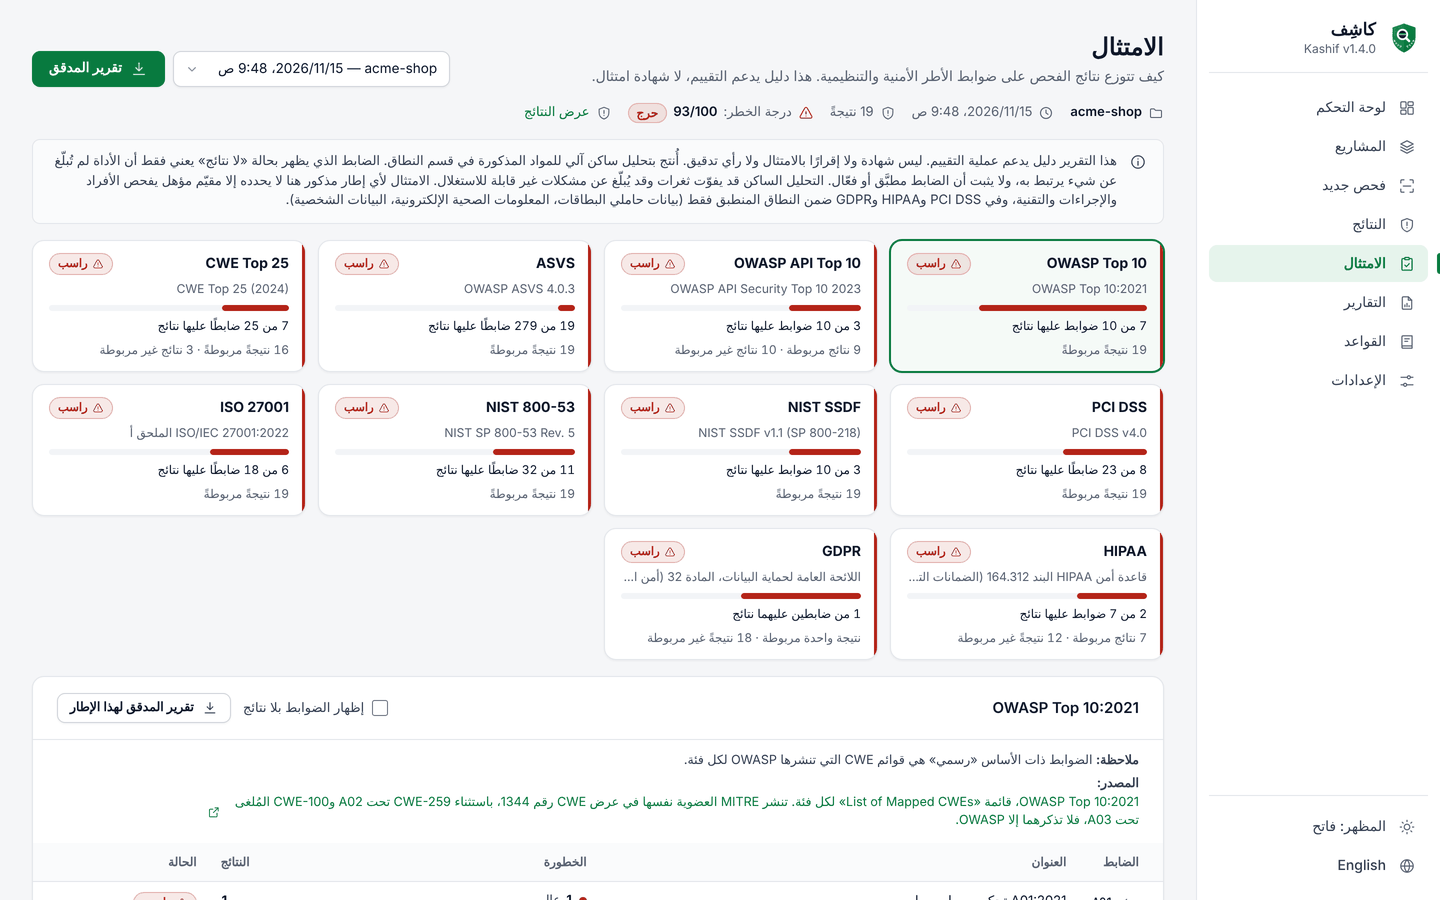 كاشِف
Kashif v1.4.0
لوحة التحكم
المشاريع
فحص جديد
النتائج
الامتثال
التقارير
القواعد
الإعدادات
المظهر: فاتح
English
الامتثال
كيف تتوزع نتائج الفحص على ضوابط الأطر الأمنية والتنظيمية. هذا دليل يدعم التقييم، لا شهادة امتثال.
acme-shop — 2026/11/15، 9:48 ص
تقرير المدقق
acme-shop
2026/11/15، 9:48 ص
19 نتيجةً
درجة الخطر: 93/100 حرج
عرض النتائج
هذا التقرير دليل يدعم عملية التقييم. ليس شهادة ولا إقرارًا بالامتثال ولا رأي تدقيق. أُنتج بتحليل ساكن آلي للمواد المذكورة في قسم النطاق. الضابط الذي يظهر بحالة «لا نتائج» يعني فقط أن الأداة لم تُبلّغ
عن شيء يرتبط به، ولا يثبت أن الضابط مطبَّق أو فعّال. التحليل الساكن قد يفوّت ثغرات وقد يُبلّغ عن مشكلات غير قابلة للاستغلال. الامتثال لأي إطار مذكور هنا لا يحدده إلا مقيّم مؤهل يفحص الأفراد
والإجراءات والتقنية، وفي PCI DSS وHIPAA وGDPR ضمن النطاق المنطبق فقط (بيانات حاملي البطاقات، المعلومات الصحية الإلكترونية، البيانات الشخصية).
OWASP Top 10
راسب
OWASP Top 10:2021
7 من 10 ضوابط عليها نتائج
19 نتيجةً مربوطةً
OWASP API Top 10
راسب
OWASP API Security Top 10 2023
3 من 10 ضوابط عليها نتائج
9 نتائج مربوطة · 10 نتائج غير مربوطة
ASVS
راسب
OWASP ASVS 4.0.3
19 من 279 ضابطًا عليها نتائج
19 نتيجةً مربوطةً
CWE Top 25
راسب
CWE Top 25 (2024)
7 من 25 ضابطًا عليها نتائج
16 نتيجةً مربوطةً · 3 نتائج غير مربوطة
PCI DSS
راسب
PCI DSS v4.0
8 من 23 ضابطًا عليها نتائج
19 نتيجةً مربوطةً
NIST SSDF
راسب
NIST SSDF v1.1 (SP 800-218)
3 من 10 ضوابط عليها نتائج
19 نتيجةً مربوطةً
NIST 800-53
راسب
NIST SP 800-53 Rev. 5
11 من 32 ضابطًا عليها نتائج
19 نتيجةً مربوطةً
ISO 27001
راسب
ISO/IEC 27001:2022 الملحق أ
6 من 18 ضابطًا عليها نتائج
19 نتيجةً مربوطةً
HIPAA
راسب
قاعدة أمن HIPAA البند 164.312 (الضمانات الت...
2 من 7 ضوابط عليها نتائج
7 نتائج مربوطة · 12 نتيجةً غير مربوطة
GDPR
راسب
اللائحة العامة لحماية البيانات، المادة 32 (أمن ا...
1 من ضابطين عليهما نتائج
نتيجة واحدة مربوطة · 18 نتيجةً غير مربوطة
OWASP Top 10:2021
إظهار الضوابط بلا نتائج
تقرير المدقق لهذا الإطار
ملاحظة: الضوابط ذات الأساس «رسمي» هي قوائم CWE التي تنشرها OWASP لكل فئة.
المصدر:
OWASP Top 10:2021، قائمة «List of Mapped CWEs» لكل فئة. تنشر MITRE العضوية نفسها في عرض CWE رقم 1344، باستثناء CWE-259 تحت A02 وCWE-100 المُلغى
تحت A03، فلا تذكرهما إلا OWASP.
الضابط العنوان الخطورة النتائج الحالة